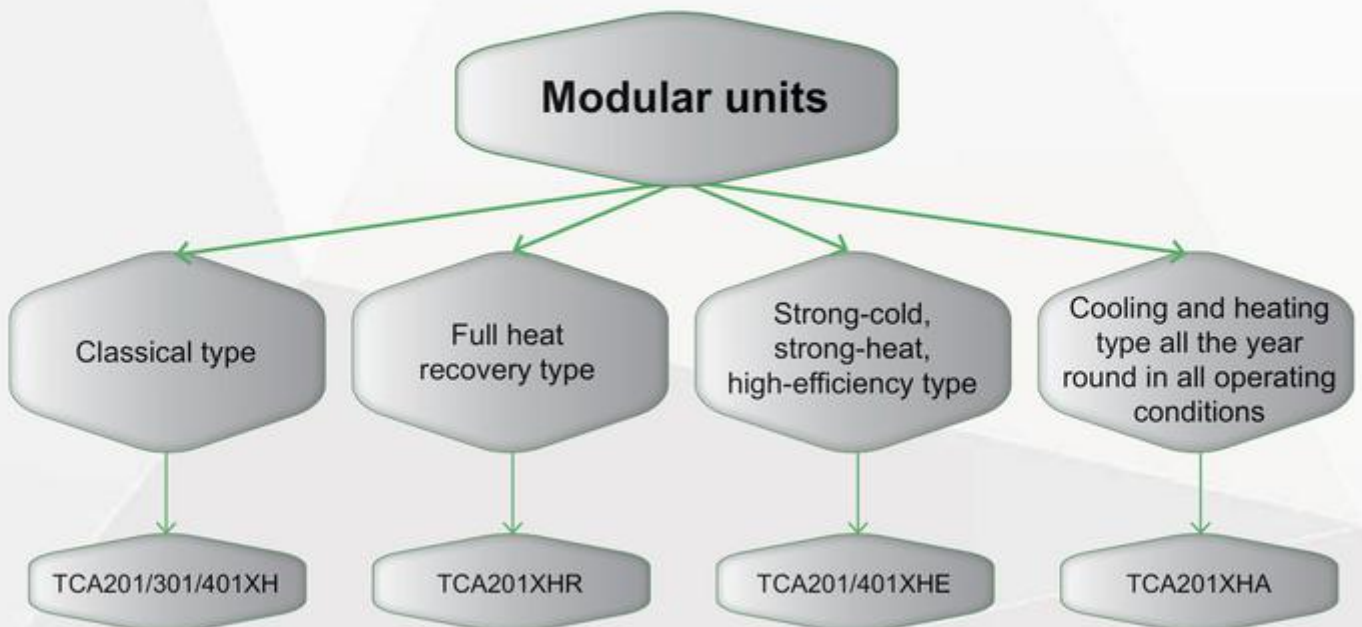 Modular units
Classical type
Full heat
recovery type
Strong-cold,
strong-heat,
high-efficiency type
Cooling and heating
type all the year
round in all operating
conditions
TCA201/301/401XH
TCA201XHR
TCA201/401XHE
TCA201XHA